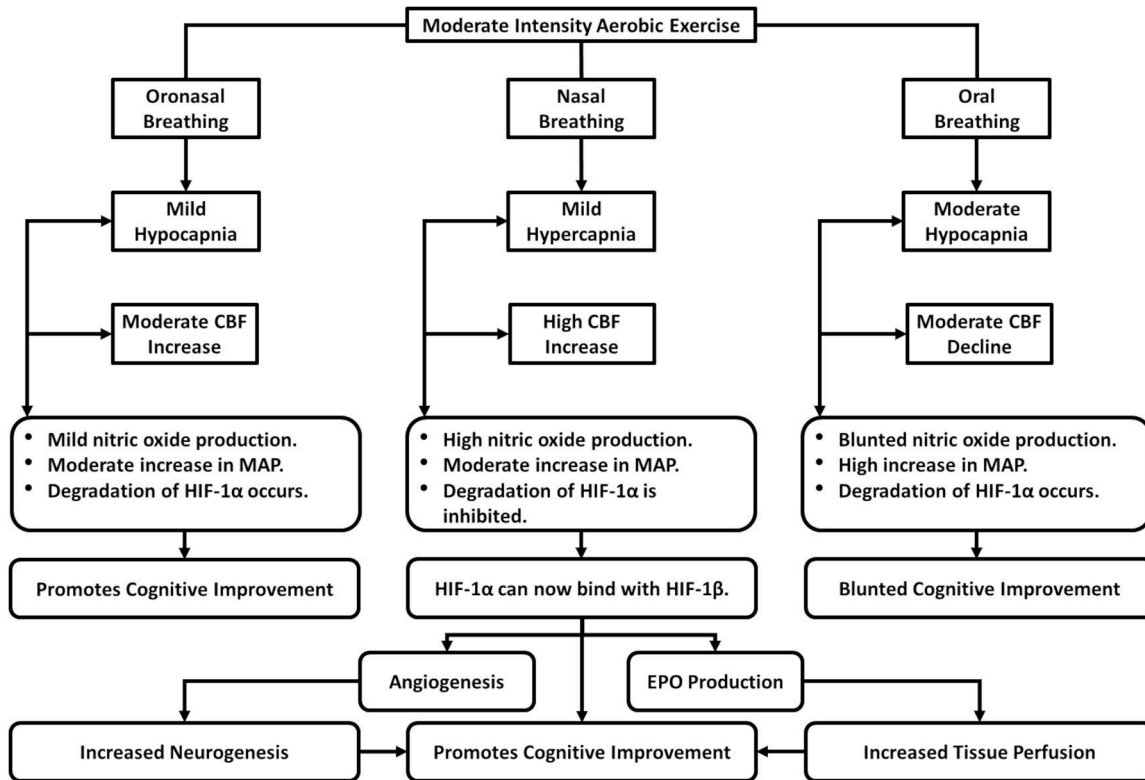 Moderate Intensity Aerobic Exercise
Oronasal
Breathing
Nasal
Breathing
Oral
Breathing
Mild
Hypocapnia
Mild
Hypercapnia
Moderate
Hypocapnia
Moderate CBF
Increase
High CBF
Increase
Moderate CBF
Decline
• Mild nitric oxide production.
• Moderate increase in MAP.
• Degradation of HIF-1α occurs.
• High nitric oxide production.
• Moderate increase in MAP.
• Degradation of HIF-1α is
inhibited.
• Blunted nitric oxide production.
• High increase in MAP.
• Degradation of HIF-1α occurs.
Promotes Cognitive Improvement
HIF-1α can now bind with HIF-1β.
Blunted Cognitive Improvement
Angiogenesis
EPO Production
Increased Neurogenesis
Promotes Cognitive Improvement
Increased Tissue Perfusion